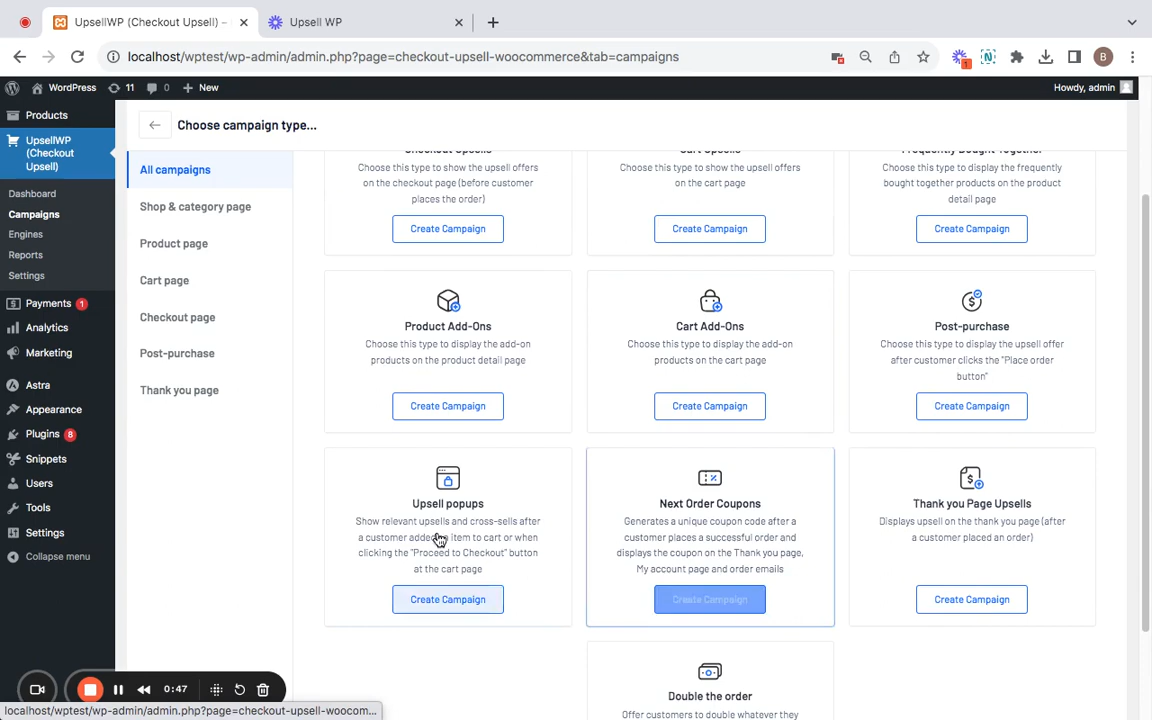 UpsellWP (Checkout Upsell) –
Upsell WP
localhost/wptest/wp-admin/admin.php?page=checkout-upsell-woocommerce&tab=campaigns
1
B
WordPress
11
0
New
Howdy, admin
Products
UpsellWP
(Checkout
Upsell)
Dashboard
Campaigns
Engines
Reports
Settings
Payments 1
Analytics
Marketing
Astra
Appearance
Plugins 8
Snippets
Users
Tools
Settings
Collapse menu
Choose campaign type...
All campaigns
Shop & category page
Product page
Cart page
Checkout page
Post-purchase
Thank you page
Checkout Upsells
Choose this type to show the upsell offers
on the checkout page (before customer
places the order)
Create Campaign
Cart Upsells
Choose this type to show the upsell offers
on the cart page
Create Campaign
Frequently Bought Together
Choose this type to display the frequently
bought together products on the product
detail page
Create Campaign
Product Add-Ons
Choose this type to display the add-on
products on the product detail page
Create Campaign
Cart Add-Ons
Choose this type to display the add-on
products on the cart page
Create Campaign
Post-purchase
Choose this type to display the upsell offer
after customer clicks the "Place order
button"
Create Campaign
Upsell popups
Show relevant upsells and cross-sells after
a customer added item to cart or when
clicking the "Proceed to Checkout" button
at the cart page
Create Campaign
Next Order Coupons
Generates a unique coupon code after a
customer places a successful order and
displays the coupon on the Thank you page,
My account page and order emails
Create Campaign
Thank you Page Upsells
Displays upsell on the thank you page (after
a customer placed an order)
Create Campaign
Double the order
Offer customers to double whatever they
0:47
localhost/wptest/wp-admin/admin.php?page=checkout-upsell-woocom...